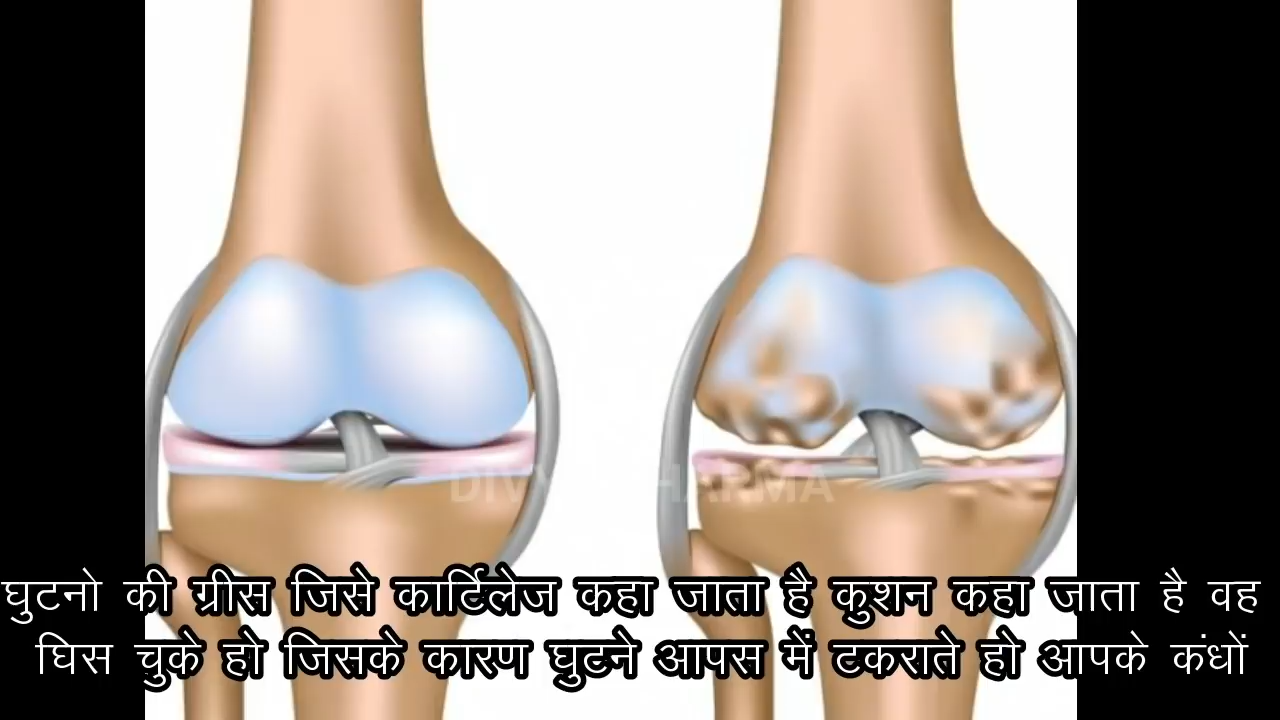 घुटनो की ग्रीस जिसे कार्टिलेज कहा जाता है कुशन कहा जाता है वह
घिस चुके हो जिसके कारण घुटने आपस में टकराते हो आपके कंधों